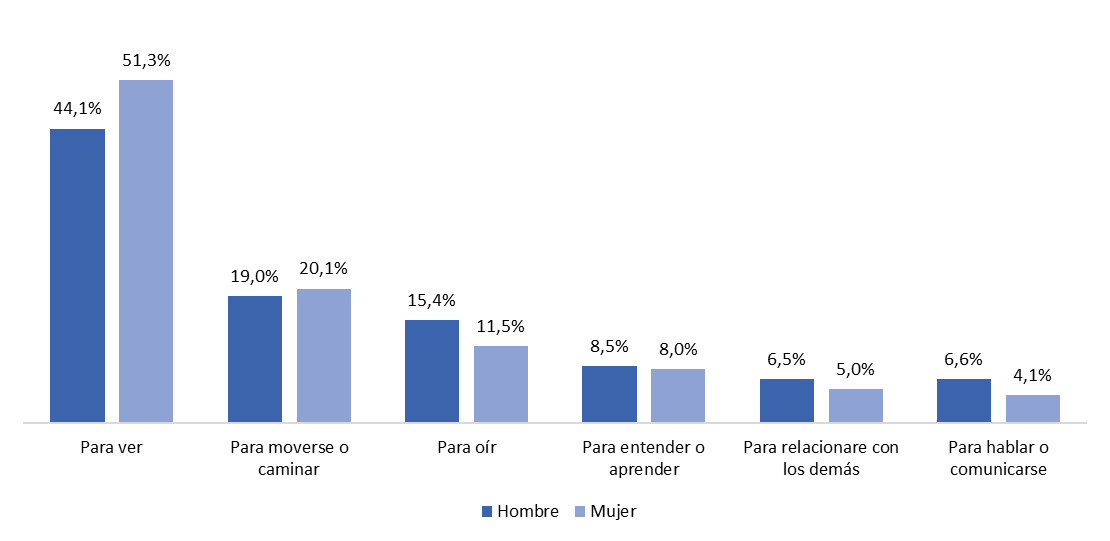 51,3%
44,1%
19,0%
20,1%
15,4%
11,5%
8,5%
8,0%
6,5%
5,0%
6,6%
4,1%
Para ver
Para moverse o
caminar
Para oír
Para entender o
aprender
Para relacionare con
los demás
Para hablar o
comunicarse
Hombre
Mujer